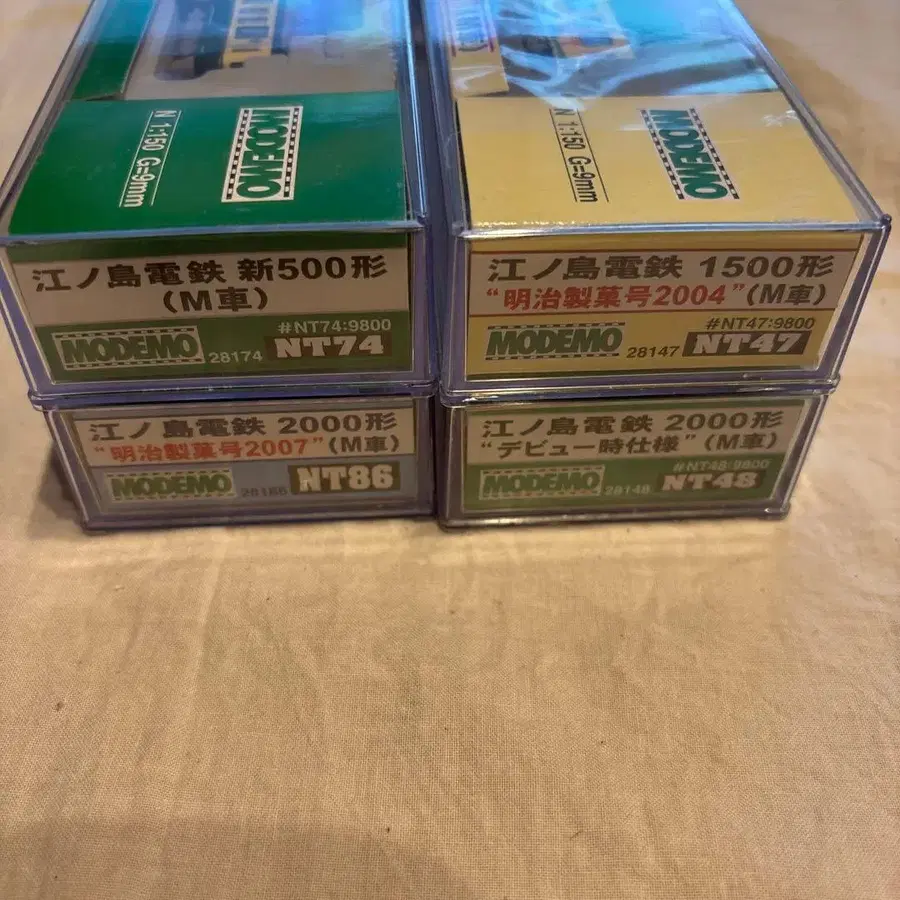 MODEMO
N 1:150 G=9mm
江ノ島電鉄 新500形
(M車)
#NT74:9800
MODEMO 28174 NT74
MODEMO
N 1:150 G=9mm
江ノ島電鉄 1500形
“明治製菓号2004”(M車)
#NT47:9800
MODEMO 28147 NT47
江ノ島電鉄 2000形
“明治製菓号2007”(M車)
MODEMO 28186 NT86
江ノ島電鉄 2000形
“デビュー時仕様”(M車)
#NT48:9800
MODEMO 28148 NT48